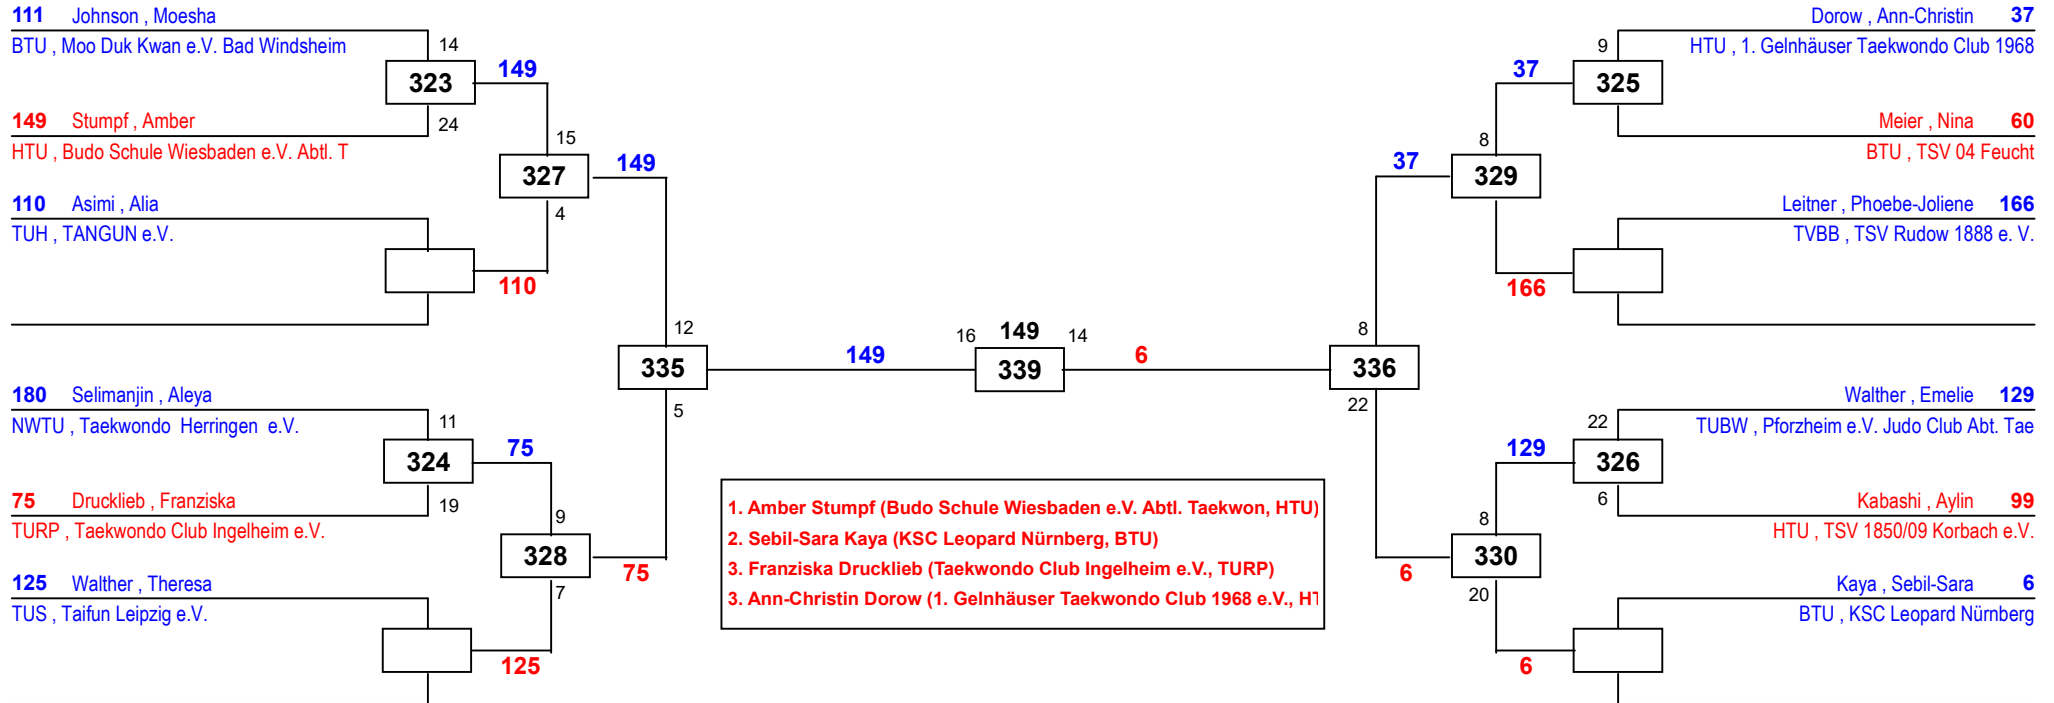 111 Johnson , Moesha
BTU , Moo Duk Kwan e.V. Bad Windsheim
14
323
149
149 Stumpf , Amber
24
HTU , Budo Schule Wiesbaden e.V. Abtl. T
15
327
149
110 Asimi , Alia
4
TUH , TANGUN e.V.
110
12
335
149
5
180 Selimanjin , Aleya
NWTU , Taekwondo Herringen e.V.
11
324
75
75 Drucklieb , Franziska
19
TURP , Taekwondo Club Ingelheim e.V.
9
328
75
7
125 Walther , Theresa
TUS , Taifun Leipzig e.V.
125
16
149
14
339
6
1. Amber Stumpf (Budo Schule Wiesbaden e.V. Abtl. Taekwon, HTU)
2. Sebil-Sara Kaya (KSC Leopard Nürnberg, BTU)
3. Franziska Drucklieb (Taekwondo Club Ingelheim e.V., TURP)
3. Ann-Christin Dorow (1. Gelnhäuser Taekwondo Club 1968 e.V., HT
Dorow , Ann-Christin 37
9
HTU , 1. Gelnhäuser Taekwondo Club 1968
37
325
Meier , Nina 60
BTU , TSV 04 Feucht
8
37
329
Leitner , Phoebe-Joliene 166
TVBB , TSV Rudow 1888 e. V.
166
8
336
22
Walther , Emelie 129
22
TUBW , Pforzheim e.V. Judo Club Abt. Tae
129
326
6
Kabashi , Aylin 99
HTU , TSV 1850/09 Korbach e.V.
8
330
6
20
Kaya , Sebil-Sara 6
BTU , KSC Leopard Nürnberg
6